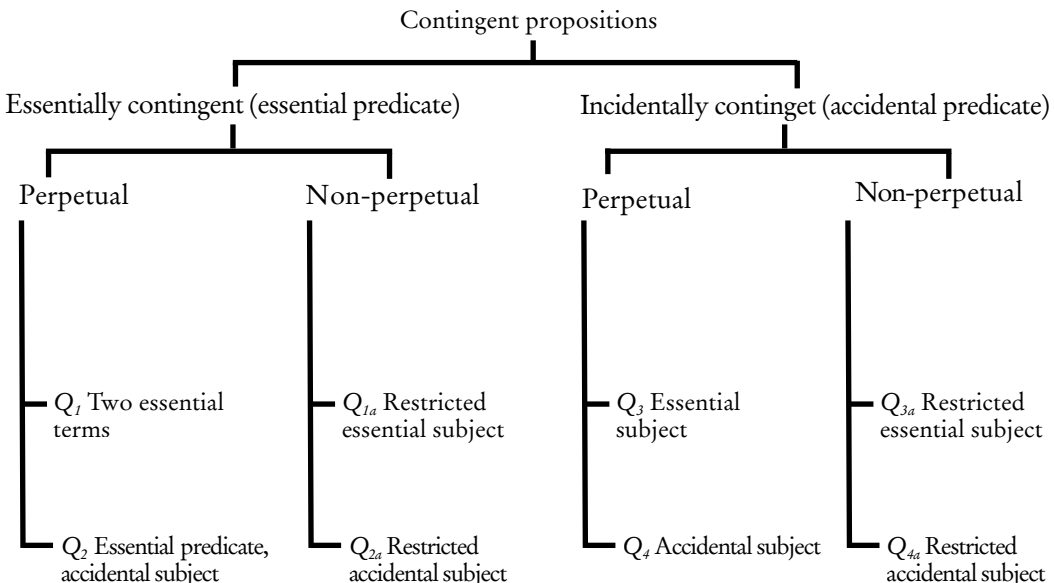 Contingent propositions
Essentially contingent (essential predicate)
Incidentally continget (accidental predicate)
Perpetual
Non-perpetual
Perpetual
Non-perpetual
Q1 Two essential
terms
Q1a Restricted
essential subject
Q3 Essential
subject
Q3a Restricted
essential subject
Q2 Essential predicate,
accidental subject
Q2a Restricted
accidental subject
Q4 Accidental subject
Q4a Restricted
accidental subject